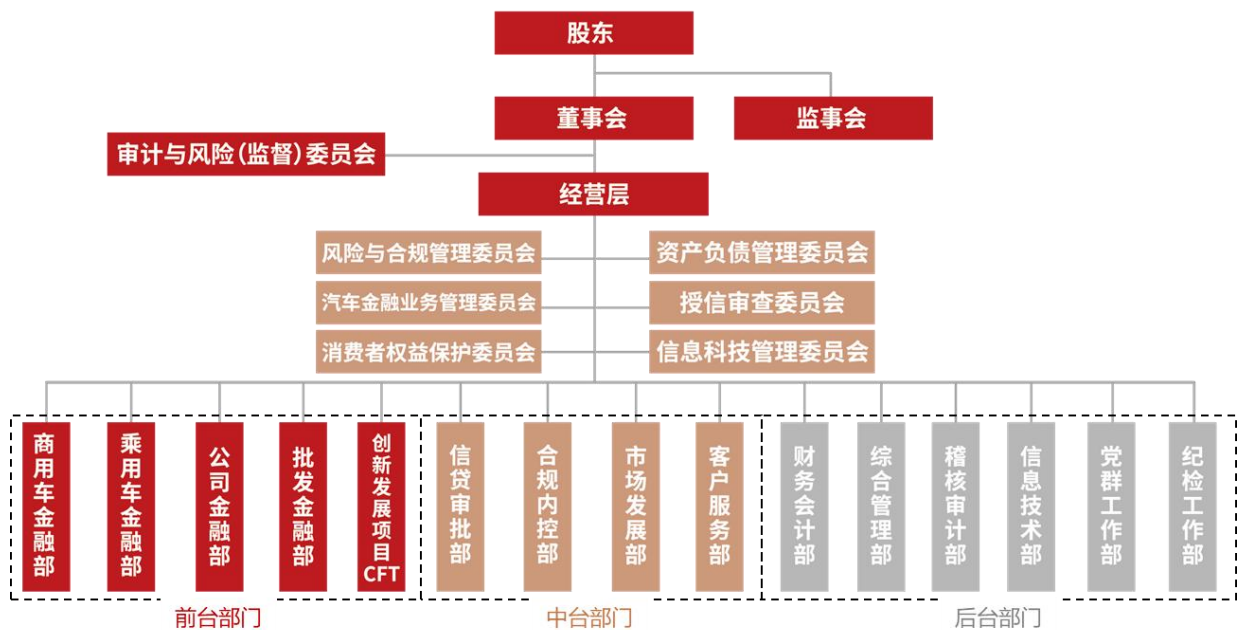 股东
董事会
监事会
审计与风险(监督)委员会
经营层
风险与合规管理委员会
资产负债管理委员会
汽车金融业务管理委员会
授信审查委员会
消费者权益保护委员会
信息科技管理委员会
商用车金融部
乘用车金融部
公司金融部
批发金融部
创新发展项目CFT
信贷审批部
合规内控部
市场发展部
客户服务部
财务会计部
综合管理部
稽核审计部
信息技术部
党群工作部
纪检工作部
前台部门
中台部门
后台部门